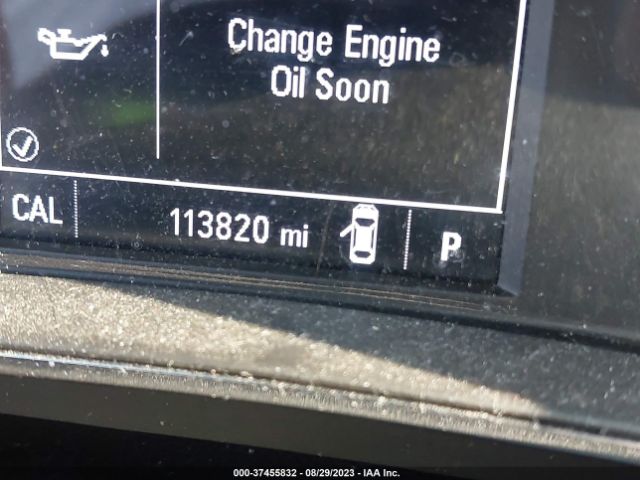 Change Engine
Oil Soon
CAL 113820 mi P
000-37455832 - 08/29/2023 - IAA Inc.